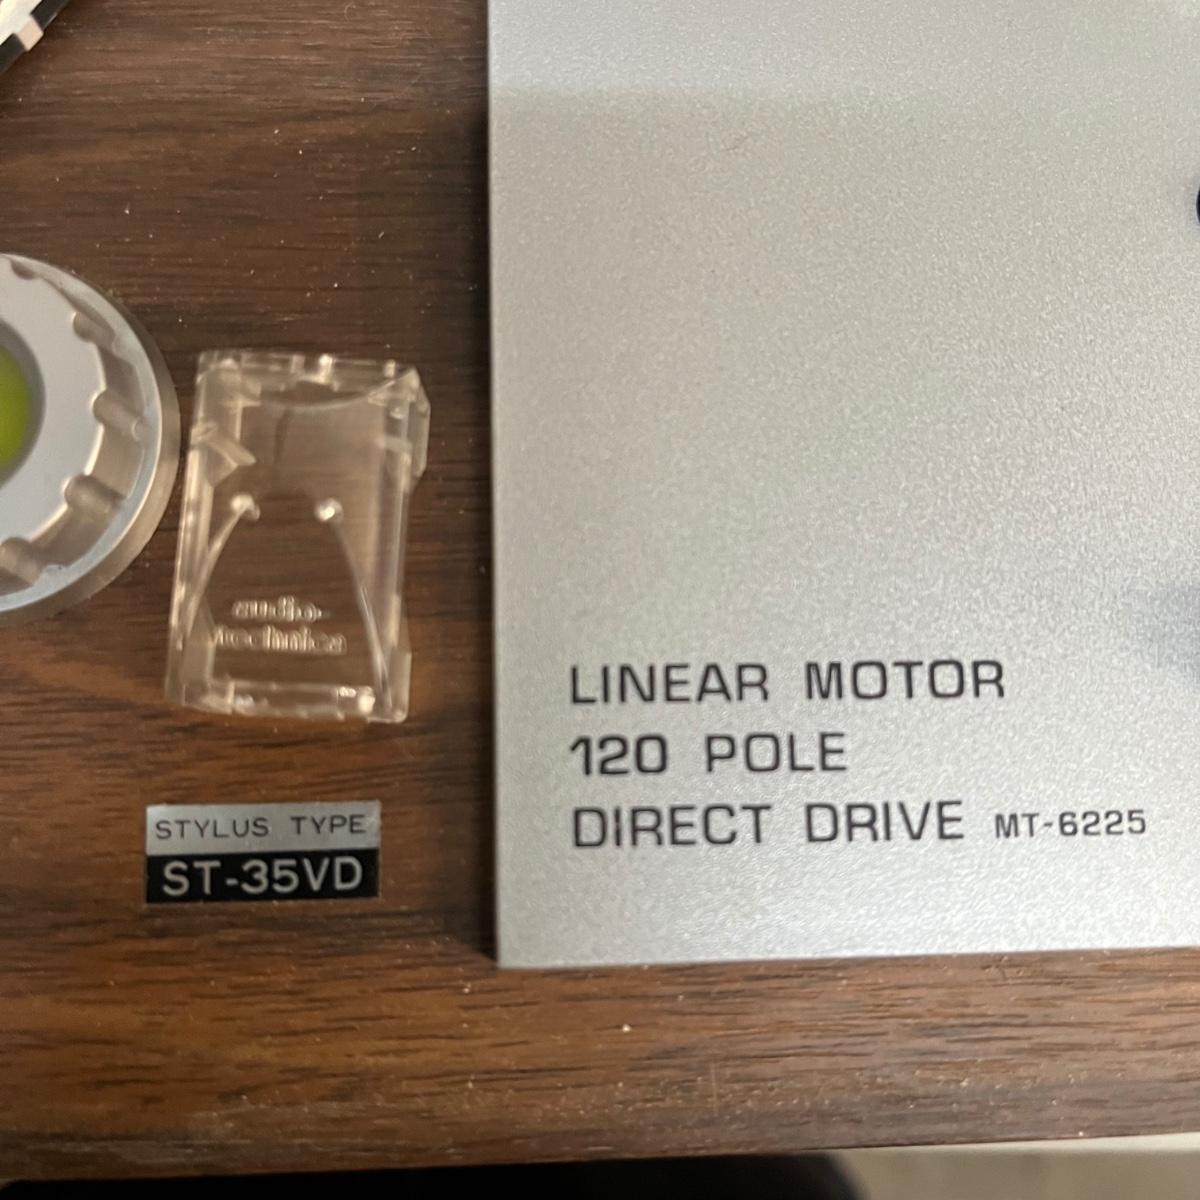 audio-
technica
STYLUS TYPE
ST-35VD
LINEAR MOTOR
120 POLE
DIRECT DRIVE MT-6225